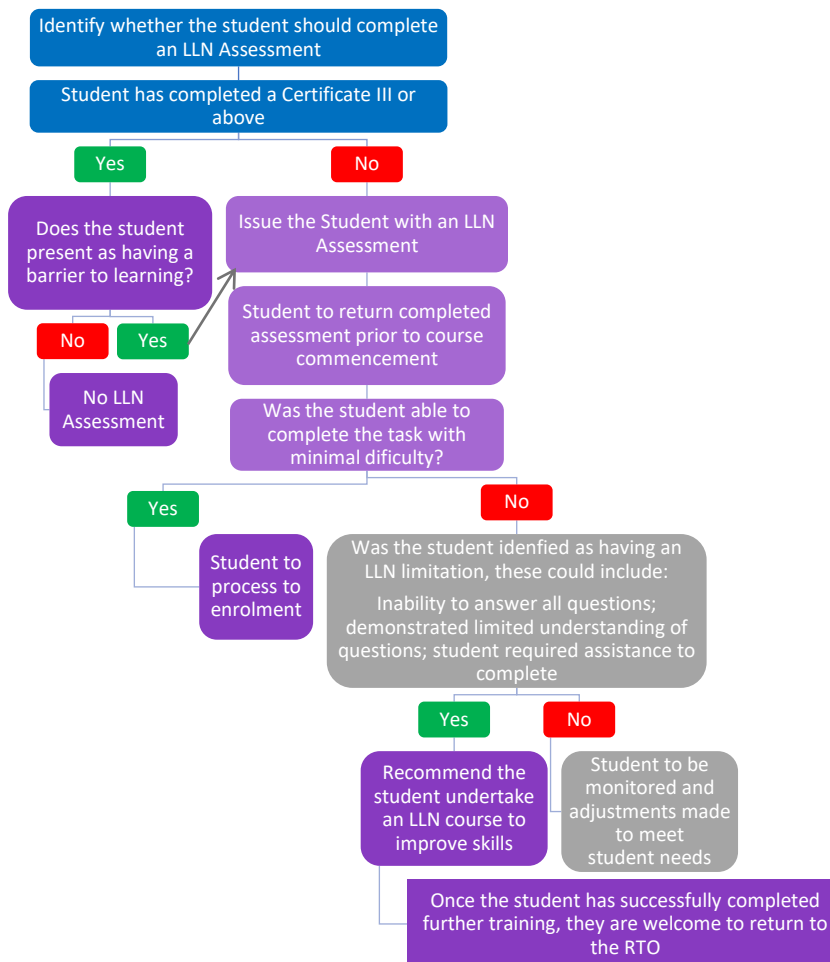 Identify whether the student should complete
an LLN Assessment
Student has completed a Certificate III or
above
Yes
No
Does the student
present as having a
barrier to learning?
Issue the Student with an LLN
Assessment
Student to return completed
assessment prior to course
commencement
No
Yes
No LLN
Assessment
Was the student able to
complete the task with
minimal dificulty?
Yes
No
Student to
process to
enrolment
Was the student idenfied as having an
LLN limitation, these could include:
Inability to answer all questions;
demonstrated limited understanding of
questions; student required assistance to
complete
Yes
No
Recommend the
student undertake
an LLN course to
improve skills
Student to be
monitored and
adjustments made
to meet
student needs
Once the student has successfully completed
further training, they are welcome to return to
the RTO